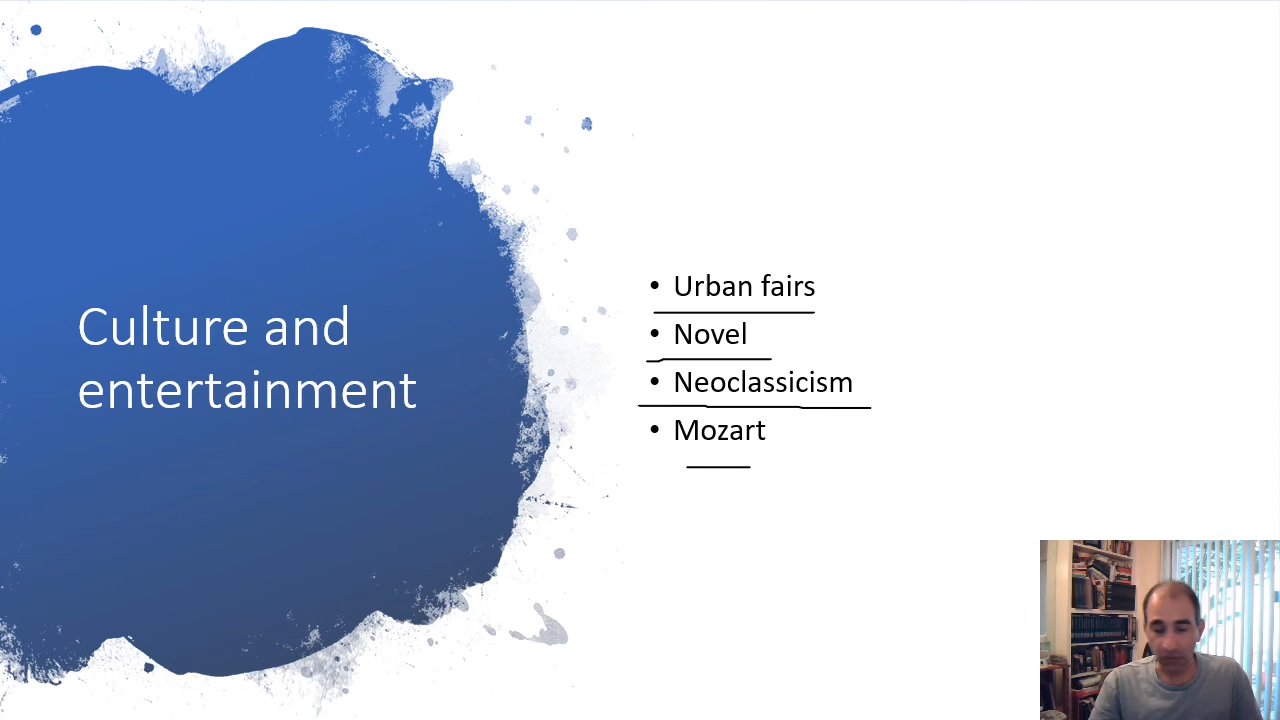 Culture and
entertainment
• Urban fairs
• Novel
• Neoclassicism
• Mozart